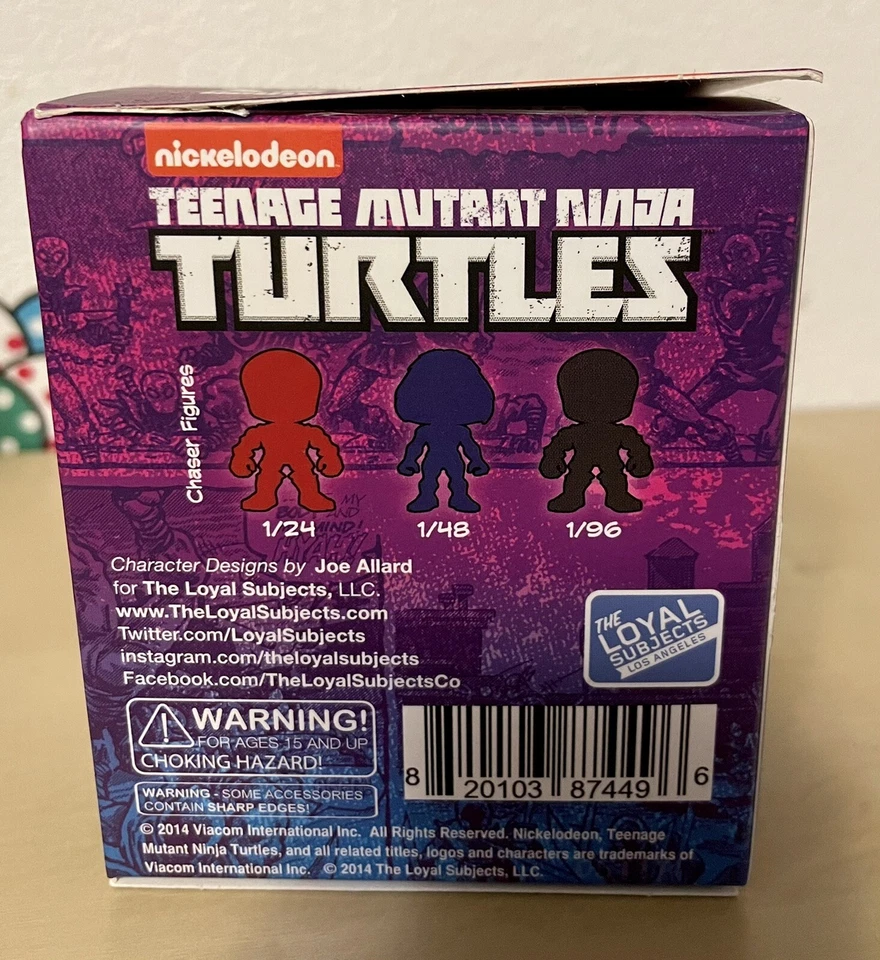 nickelodeon
TEENAGE MUTANT NINJA
TURTLES
Chaser Figures
1/24
1/48
1/96
MY
BODY AND
MIND!
Character Designs by Joe Allard
for The Loyal Subjects, LLC.
www.TheLoyalSubjects.com
Twitter.com/LoyalSubjects
instagram.com/theloyalsubjects
Facebook.com/TheLoyalSubjectsCo
THE
LOYAL
SUBJECTS
LOS ANGELES
WARNING!
FOR AGES 15 AND UP
CHOKING HAZARD!
8 20103 87449 6
WARNING - SOME ACCESSORIES
CONTAIN SHARP EDGES!
© 2014 Viacom International Inc. All Rights Reserved. Nickelodeon, Teenage
Mutant Ninja Turtles, and all related titles, logos and characters are trademarks of
Viacom International Inc. © 2014 The Loyal Subjects, LLC.